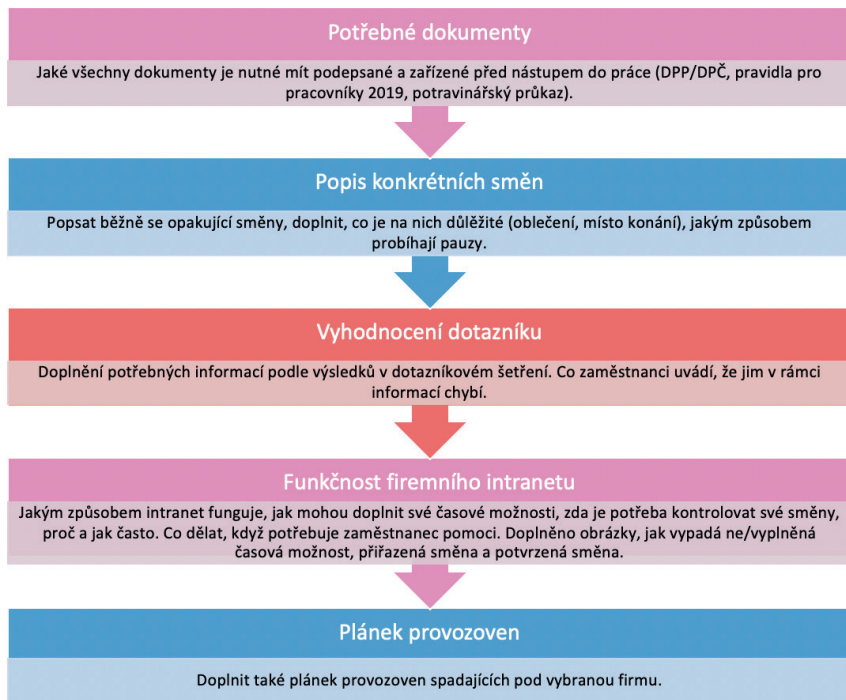 Potřebné dokumenty
Jaké všechny dokumenty je nutné mít podepsané a zařízené před nástupem do práce (DPP/DPČ, pravidla pro
pracovníky 2019, potravinářský průkaz).
Popis konkrétních směn
Popsat běžně se opakující směny, doplnit, co je na nich důlěžité (oblečení, místo konání), jakým způsobem
probíhají pauzy.
Vyhodnocení dotazníku
Doplnění potřebných informací podle výsledků v dotazníkovém šetření. Co zaměstnanci uvádí, že jim v rámci
informací chybí.
Funkčnost firemního intranetu
Jakým způsobem intranet funguje, jak mohou doplnit své časové možnosti, zda je potřeba kontrolovat své směny,
proč a jak často. Co dělat, když potřebuje zaměstnanec pomoci. Doplněno obrázky, jak vypadá ne/vyplněná
časová možnost, přiřazená směna a potvrzená směna.
Plánek provozoven
Doplnit také plánek provozoven spadajících pod vybranou firmu.